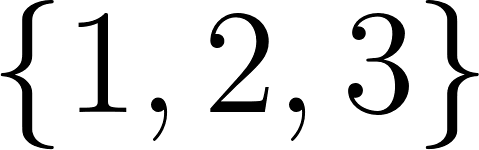 {1, 2, 3}